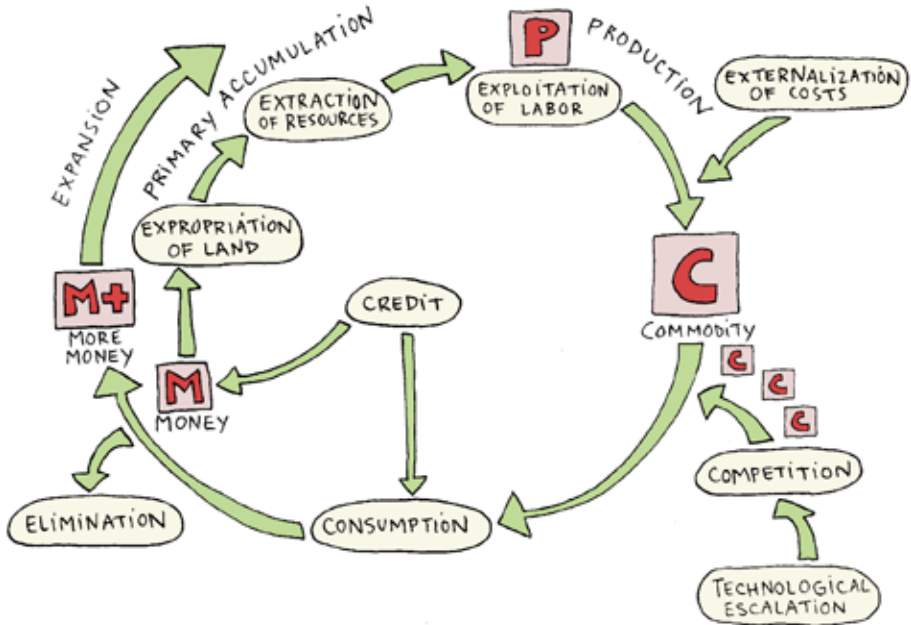 P
PRODUCTION
PRIMARY ACCUMULATION
EXPANSION
EXTRACTION
OF RESOURCES
EXPLOITATION
OF LABOR
EXTERNALIZATION
OF COSTS
EXPROPRIATION
OF LAND
M+
MORE
MONEY
CREDIT
C
COMMODITY
C
C
C
M
MONEY
COMPETITION
ELIMINATION
CONSUMPTION
TECHNOLOGICAL
ESCALATION